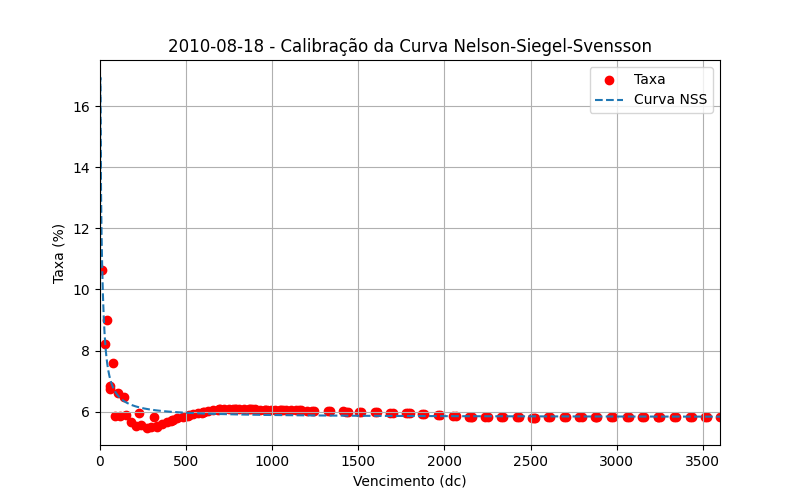 2010-08-18 - Calibração da Curva Nelson-Siegel-Svensson
Taxa
Curva NSS
Taxa (%)
16
14
12
10
8
6
0
500
1000
1500
2000
2500
3000
3500
Vencimento (dc)